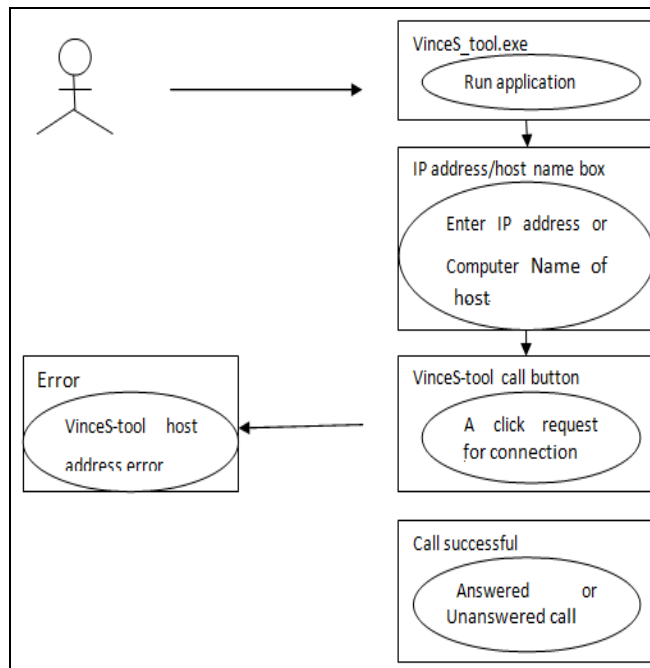 VinceS_tool.exe
Run application
IP address/host name box
Enter IP address or
Computer Name of
host
VinceS-tool call button
A click request
for connection
Error
VinceS-tool host
address error
Call successful
Answered or
Unanswered call